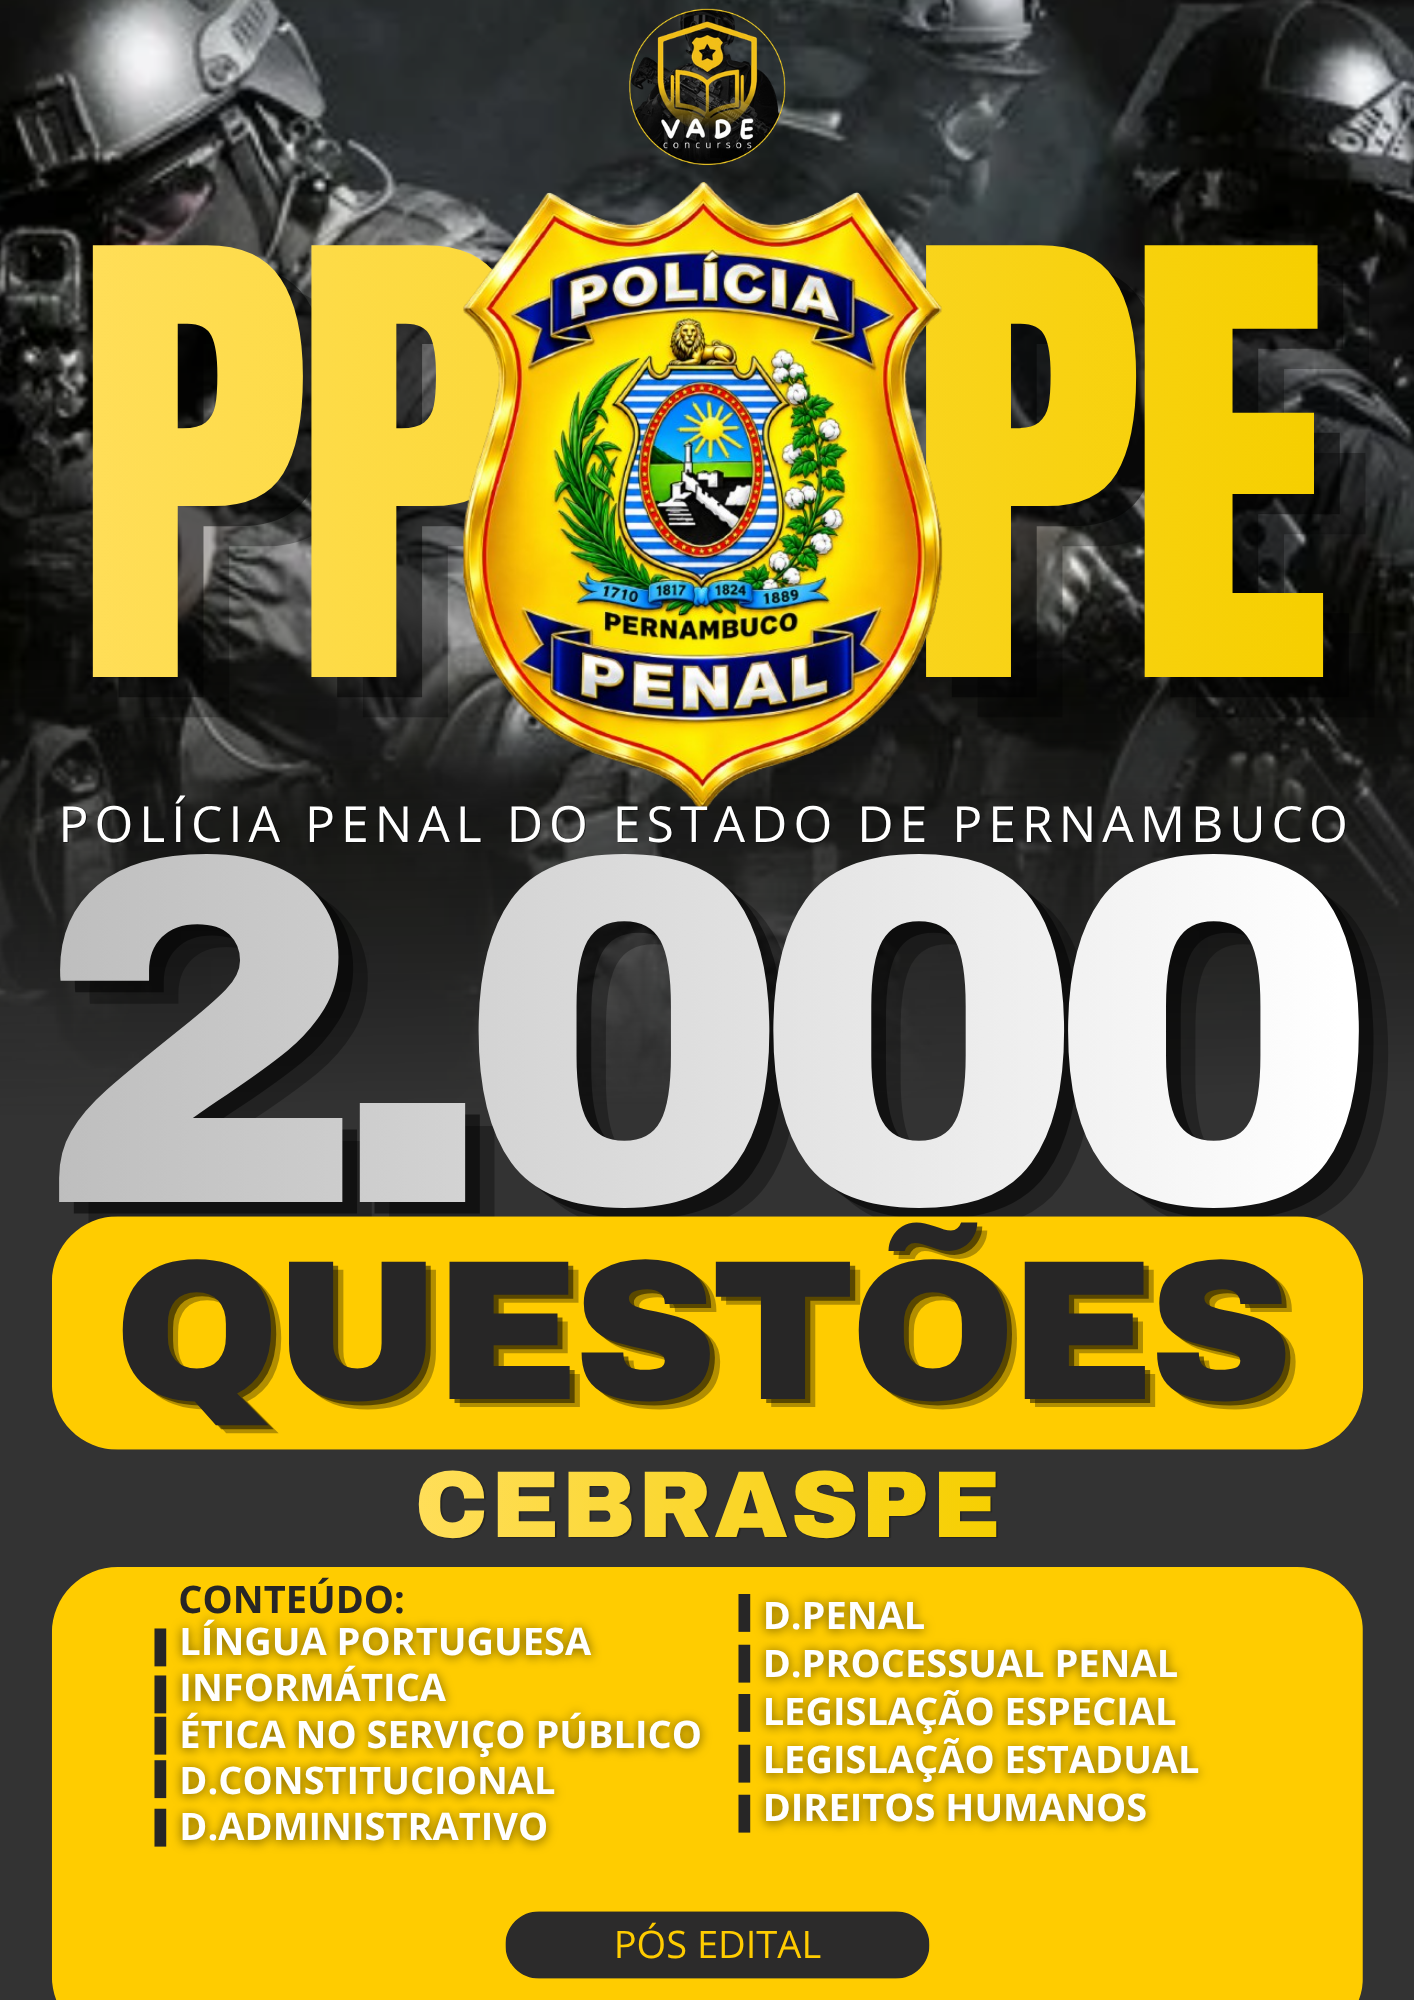 VADE
concursos
PP PE
POLÍCIA
1710 1817 1824 1889
PERNAMBUCO
PENAL
POLÍCIA PENAL DO ESTADO DE PERNAMBUCO
2.000
QUESTÕES
CEBRASPE
CONTEÚDO:
LÍNGUA PORTUGUESA
INFORMÁTICA
ÉTICA NO SERVIÇO PÚBLICO
D.CONSTITUCIONAL
D.ADMINISTRATIVO
D.PENAL
D.PROCESSUAL PENAL
LEGISLAÇÃO ESPECIAL
LEGISLAÇÃO ESTADUAL
DIREITOS HUMANOS
PÓS EDITAL